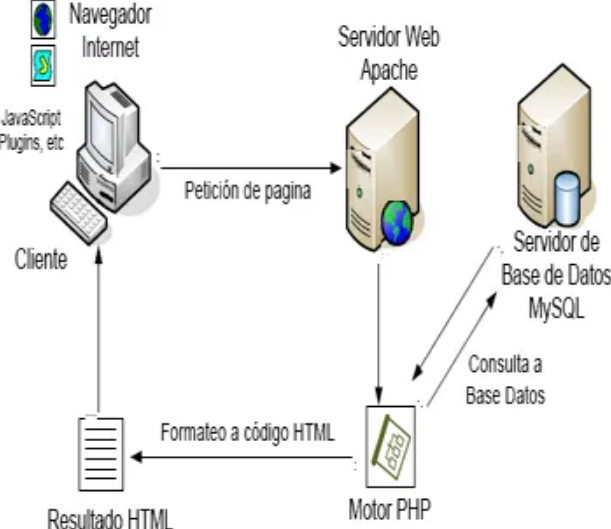 Navegador
Internet
JavaScript
Plugins, etc
Cliente
Petición de pagina
Servidor Web
Apache
Servidor de
Base de Datos
MySQL
Consulta a
Base Datos
Formateo a código HTML
Resultado HTML
Motor PHP